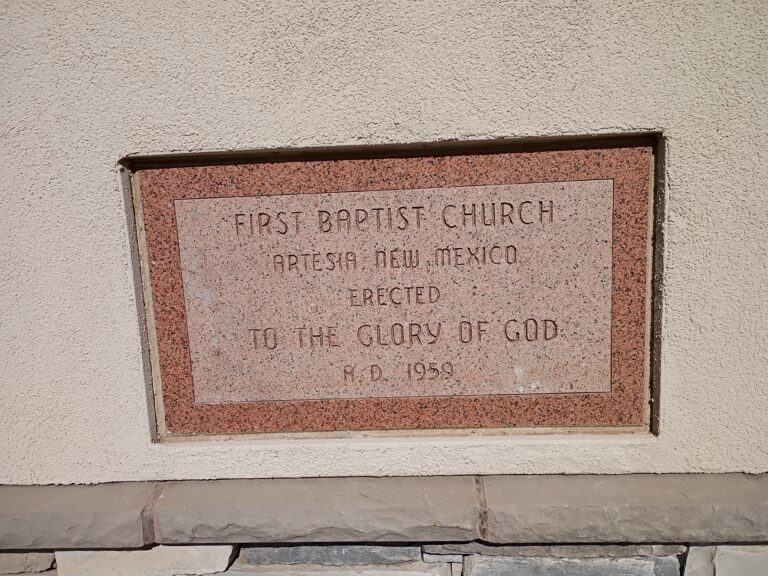 FIRST BAPTIST CHURCH
ARTESIA, NEW MEXICO
ERECTED
TO THE GLORY OF GOD
A. D. 1959